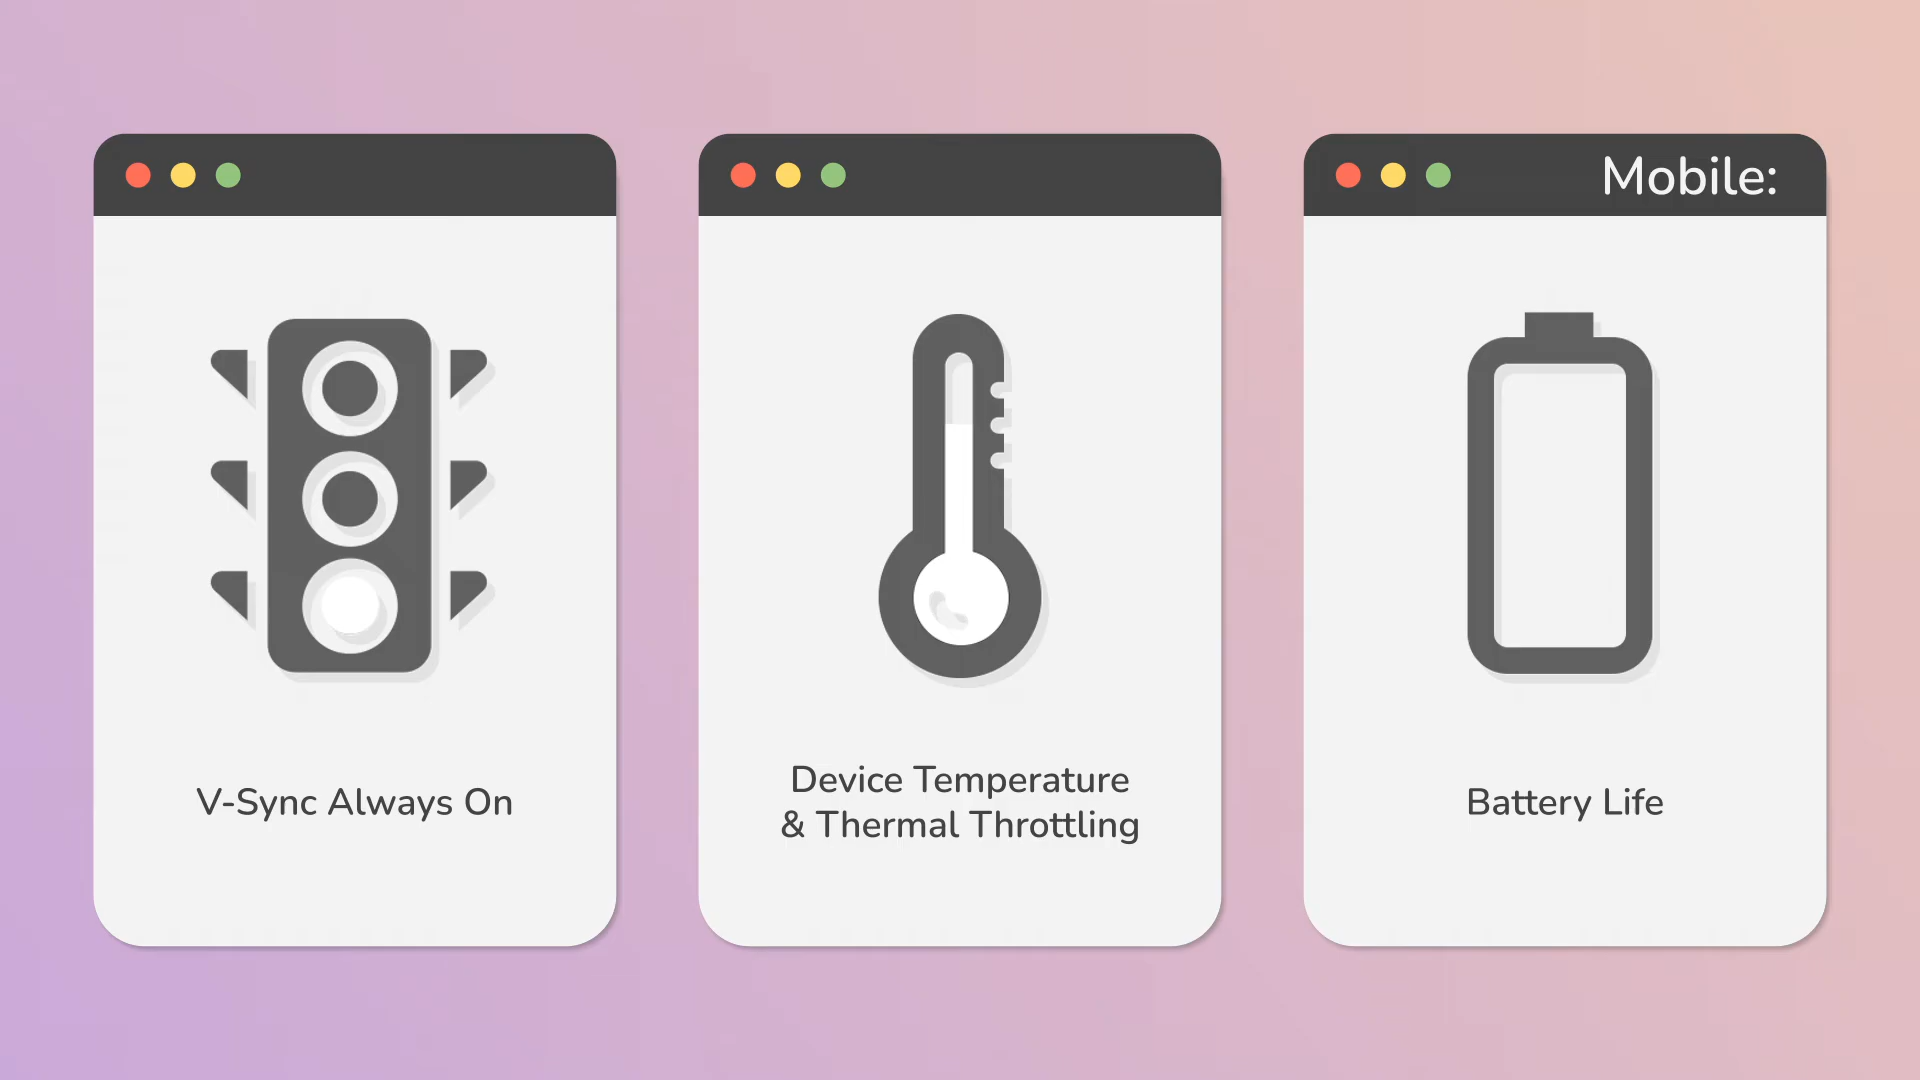 Mobile:
V-Sync Always On
Device Temperature
& Thermal Throttling
Battery Life